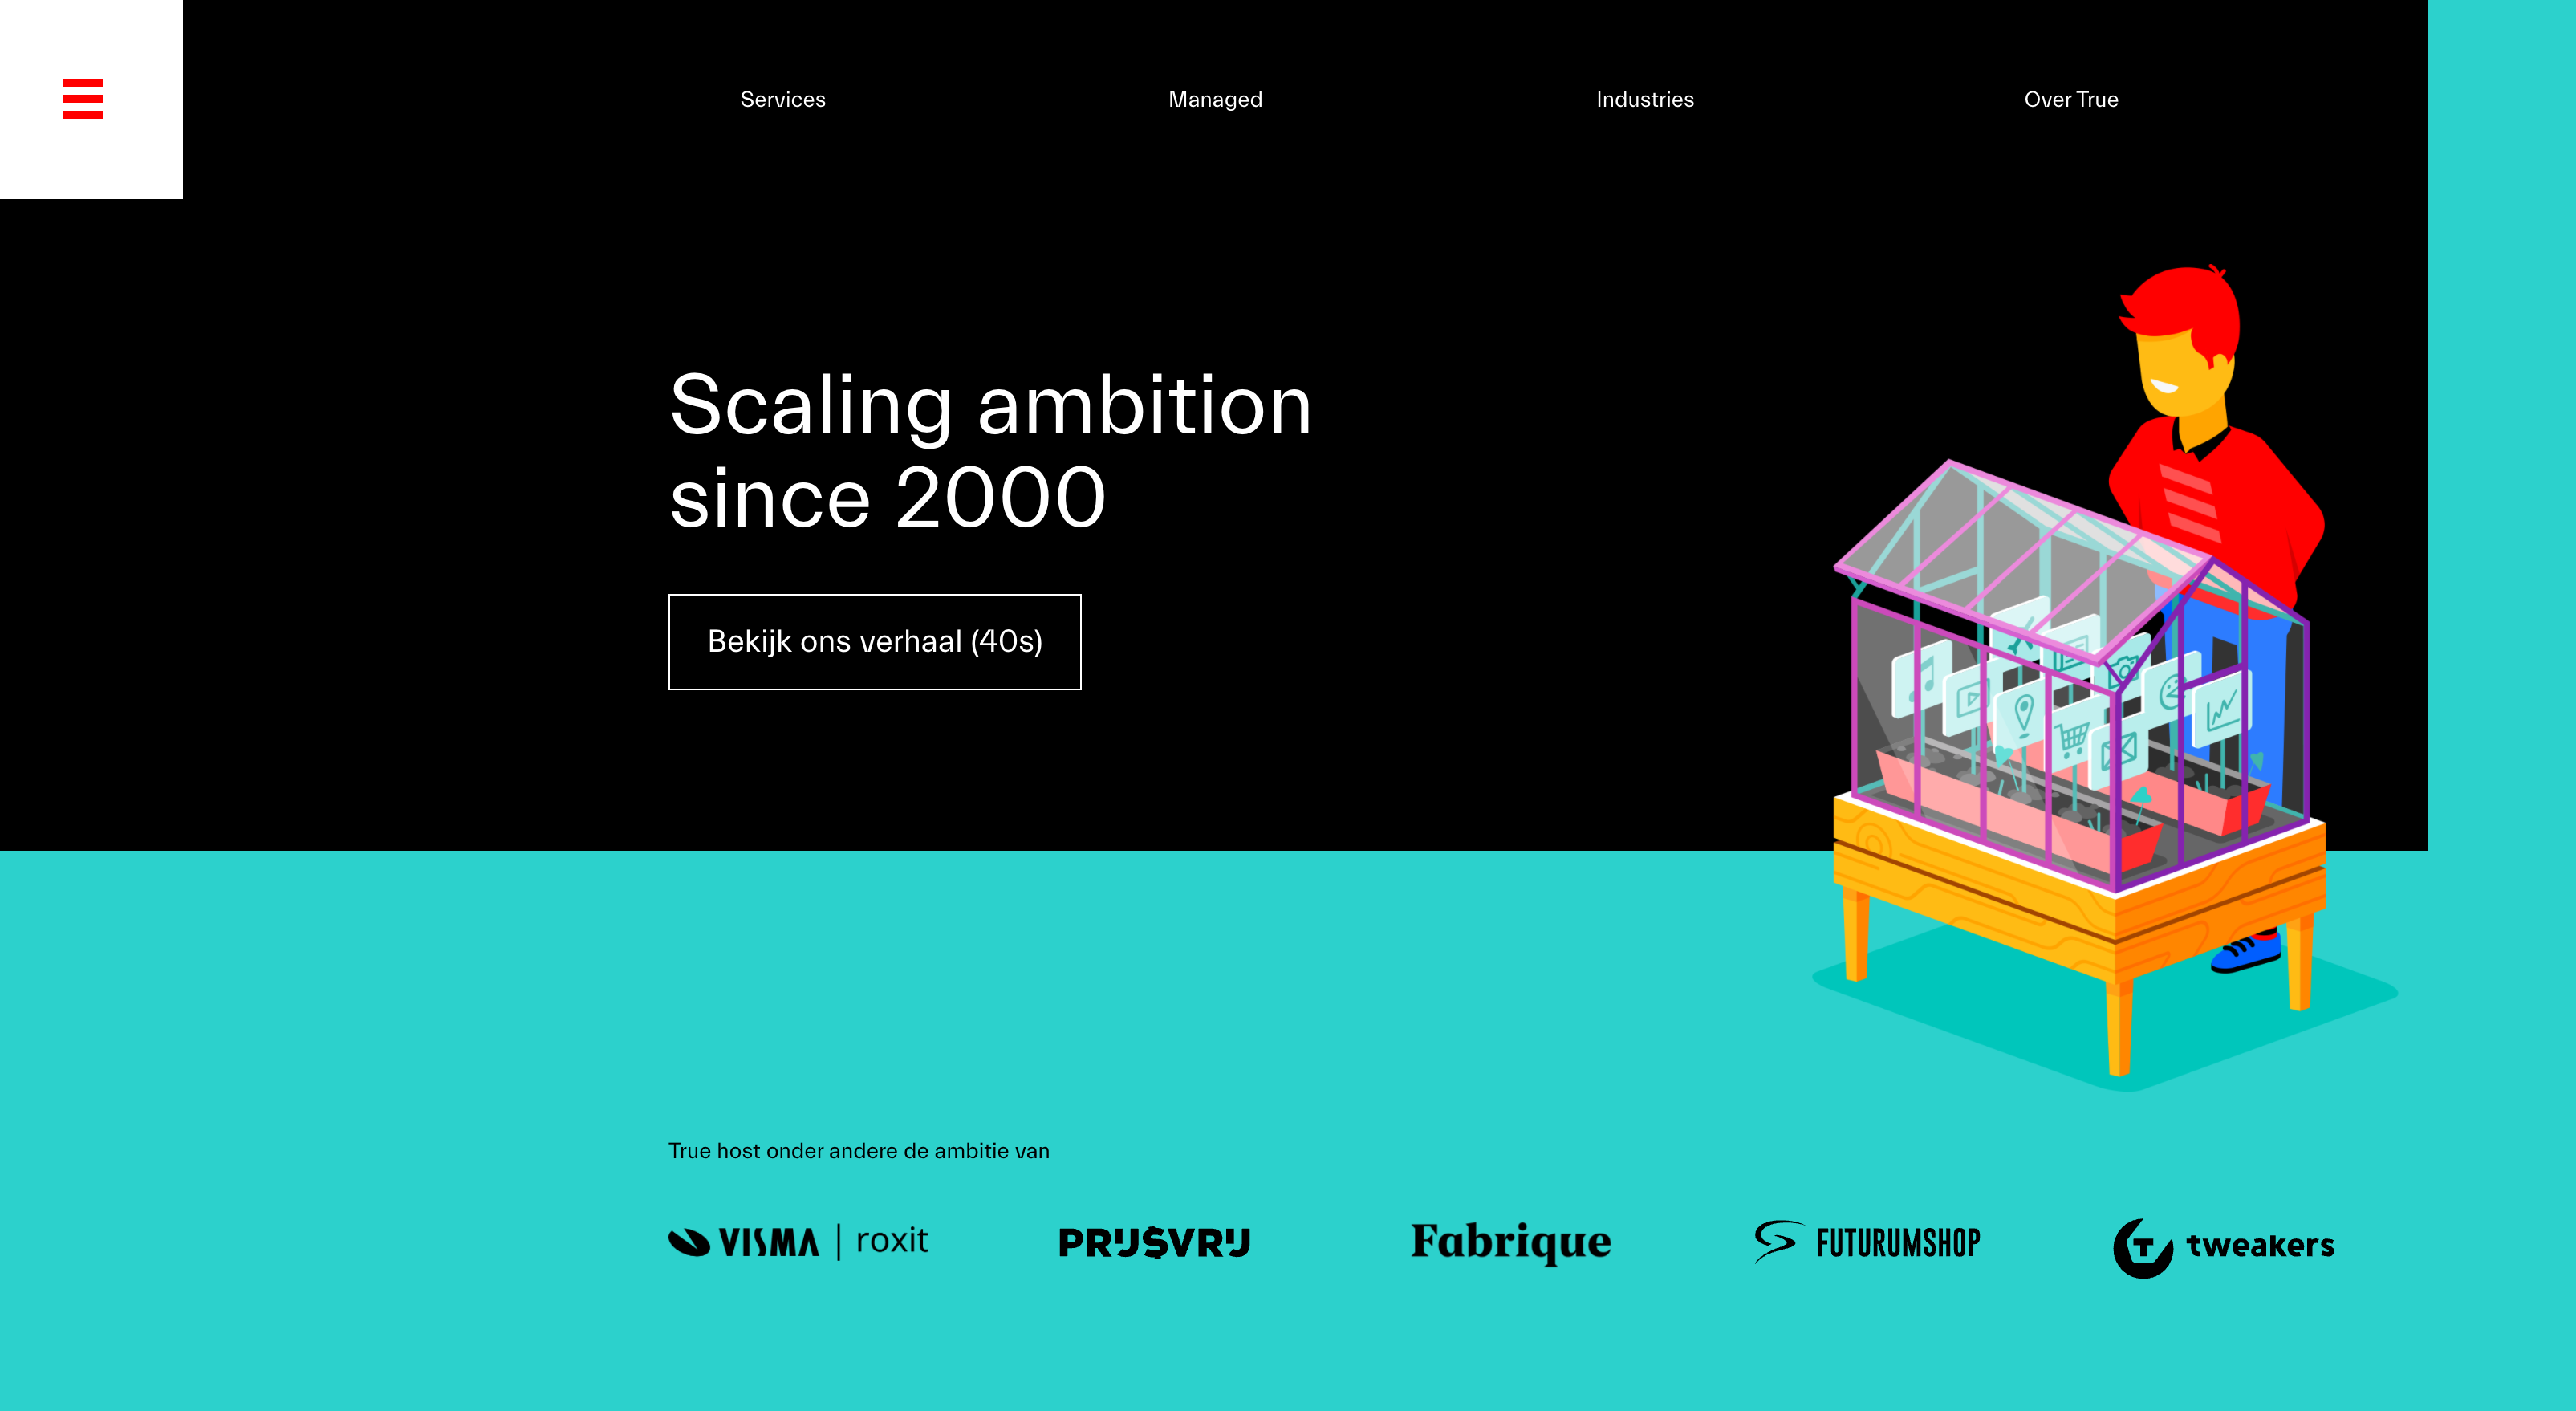 Services
Managed
Industries
Over True
Scaling ambition
since 2000
Bekijk ons verhaal (40s)
True host onder andere de ambitie van
VISMA | roxit
PRIJSVRIJ
Fabrique
FUTURUMSHOP
tweakers